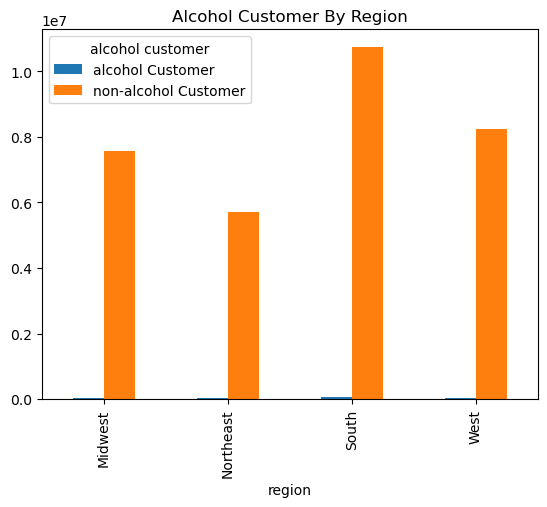 Alcohol Customer By Region
1e7
alcohol customer
alcohol Customer
non-alcohol Customer
1.0
0.8
0.6
0.4
0.2
0.0
Midwest
Northeast
South
West
region